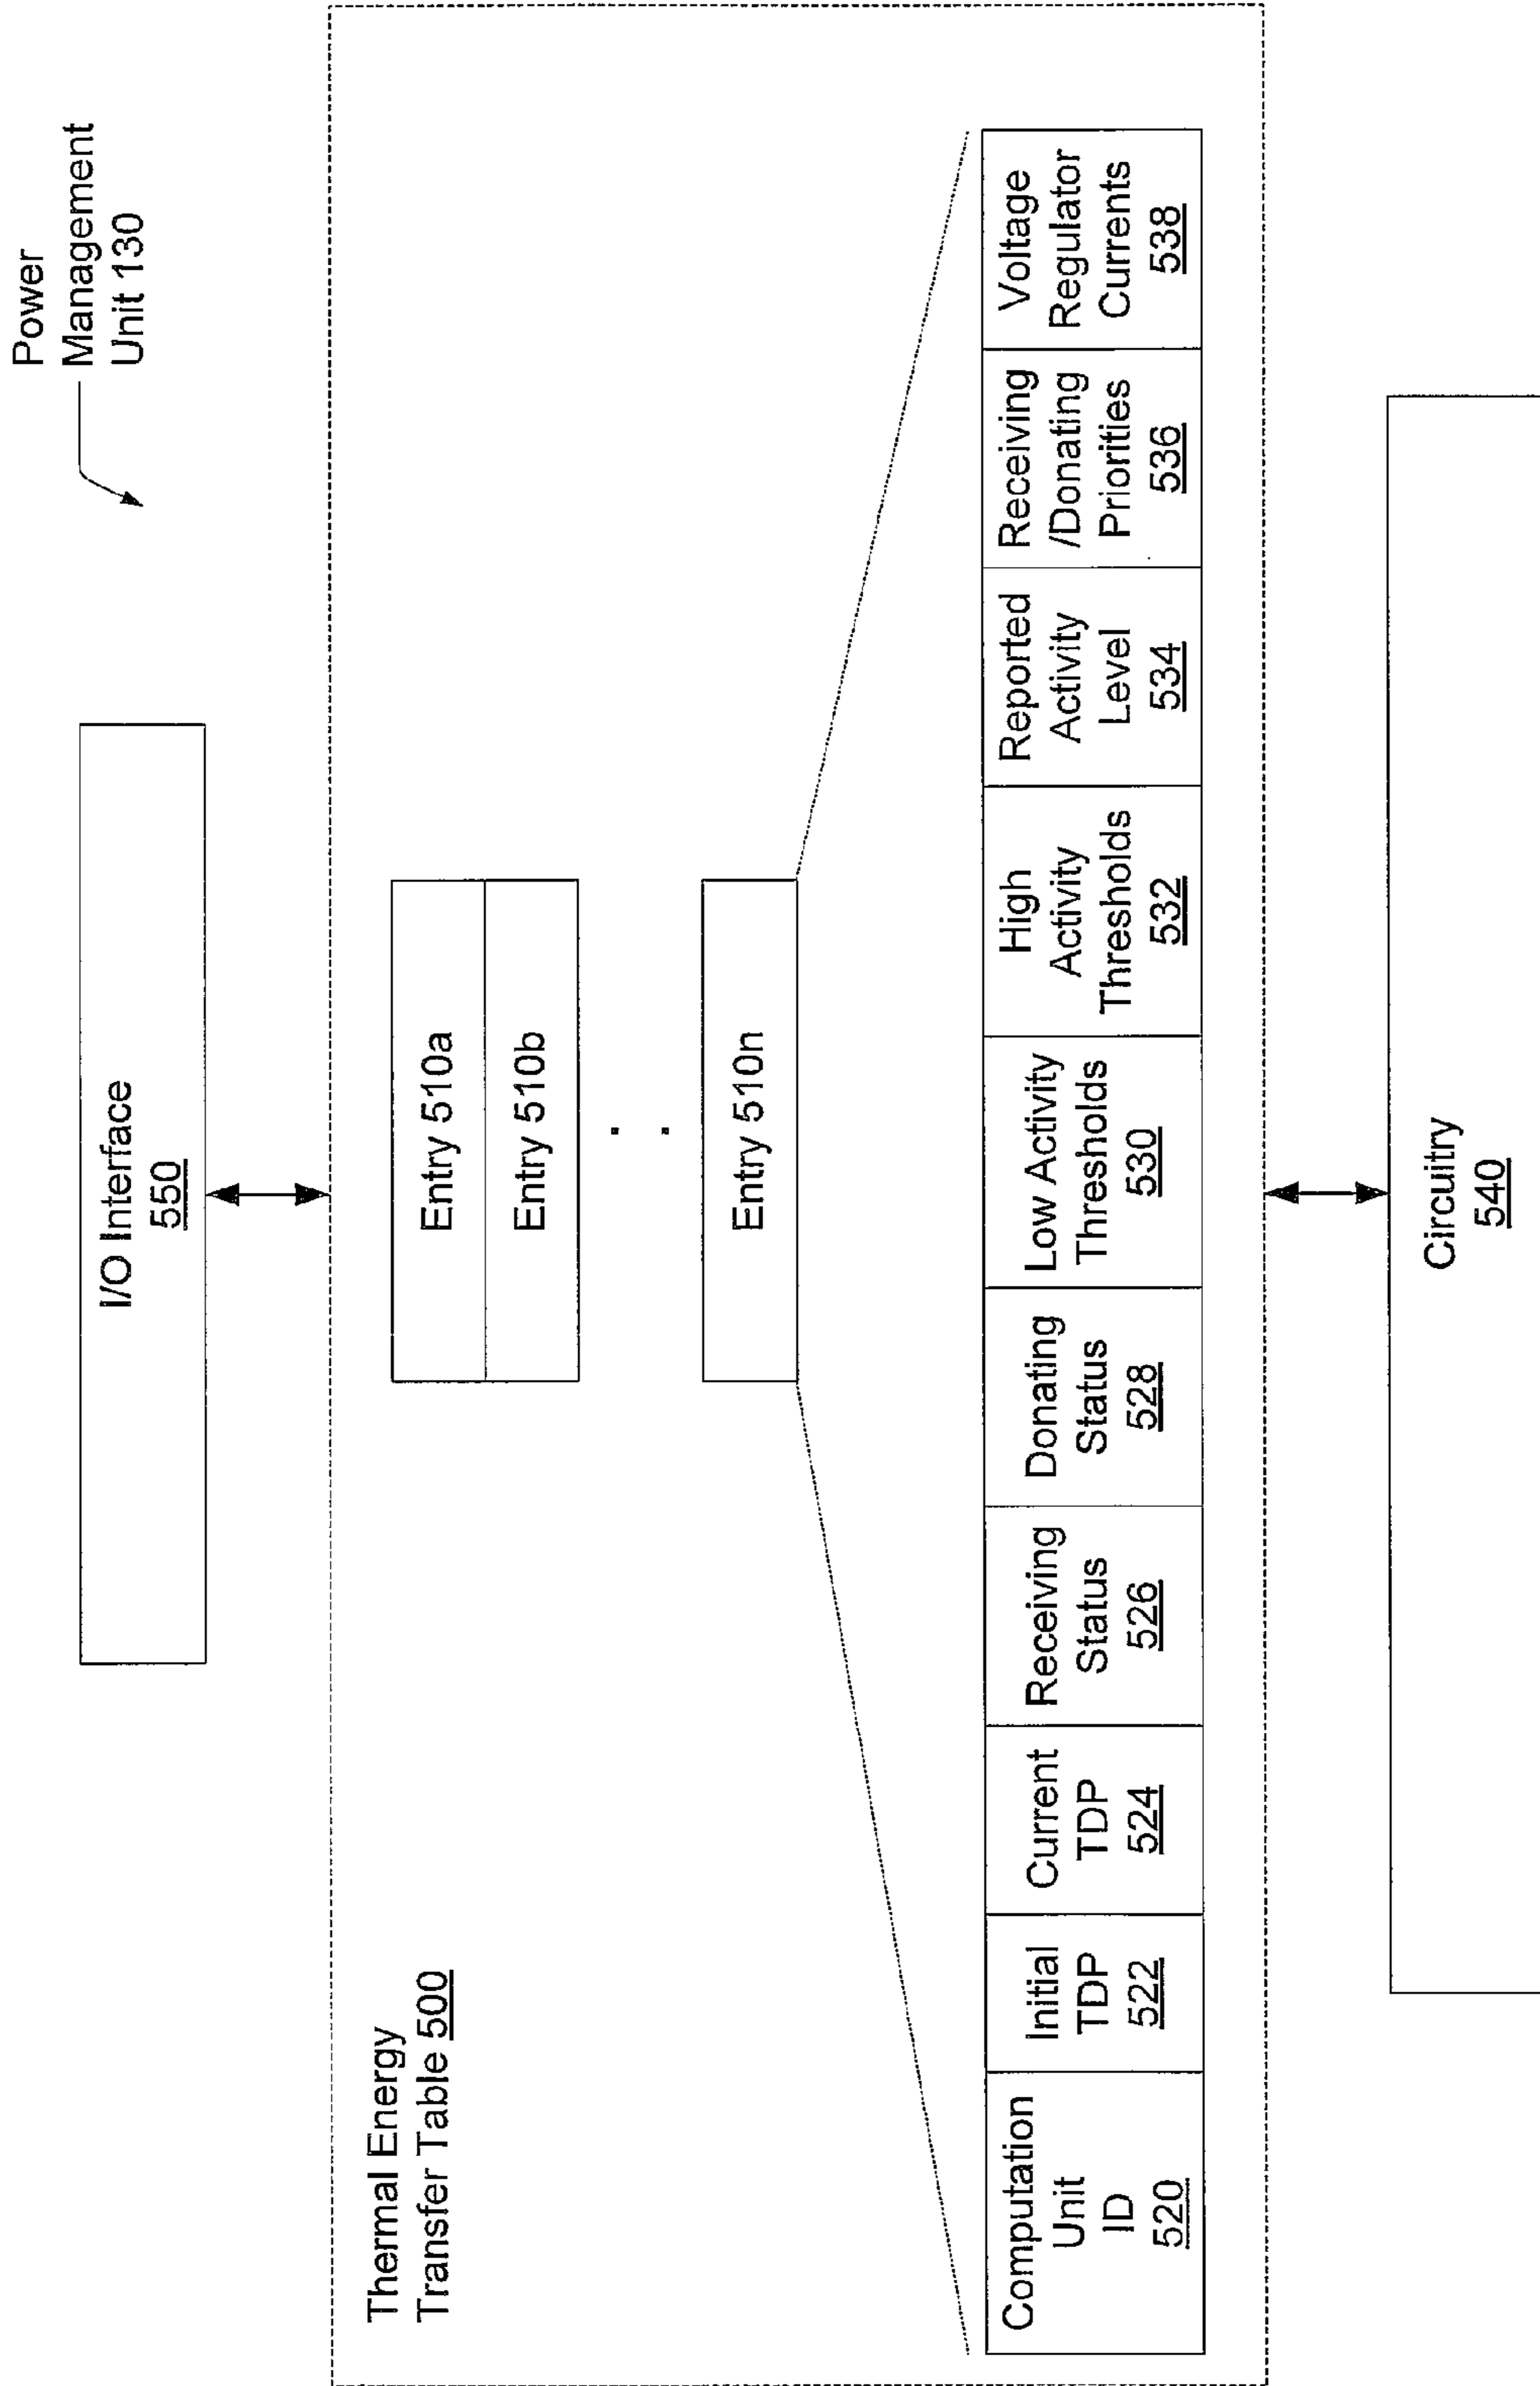 Power
Management
Unit 130
I/O Interface
550
Thermal Energy
Transfer Table 500
Entry 510a
Entry 510b
Entry 510n
Computation
Unit
ID
520
Initial
TDP
522
Current
TDP
524
Receiving
Status
526
Donating
Status
528
Low Activity
Thresholds
530
High
Activity
Thresholds
532
Reported
Activity
Level
534
Receiving
/Donating
Priorities
536
Voltage
Regulator
Currents
538
Circuitry
540